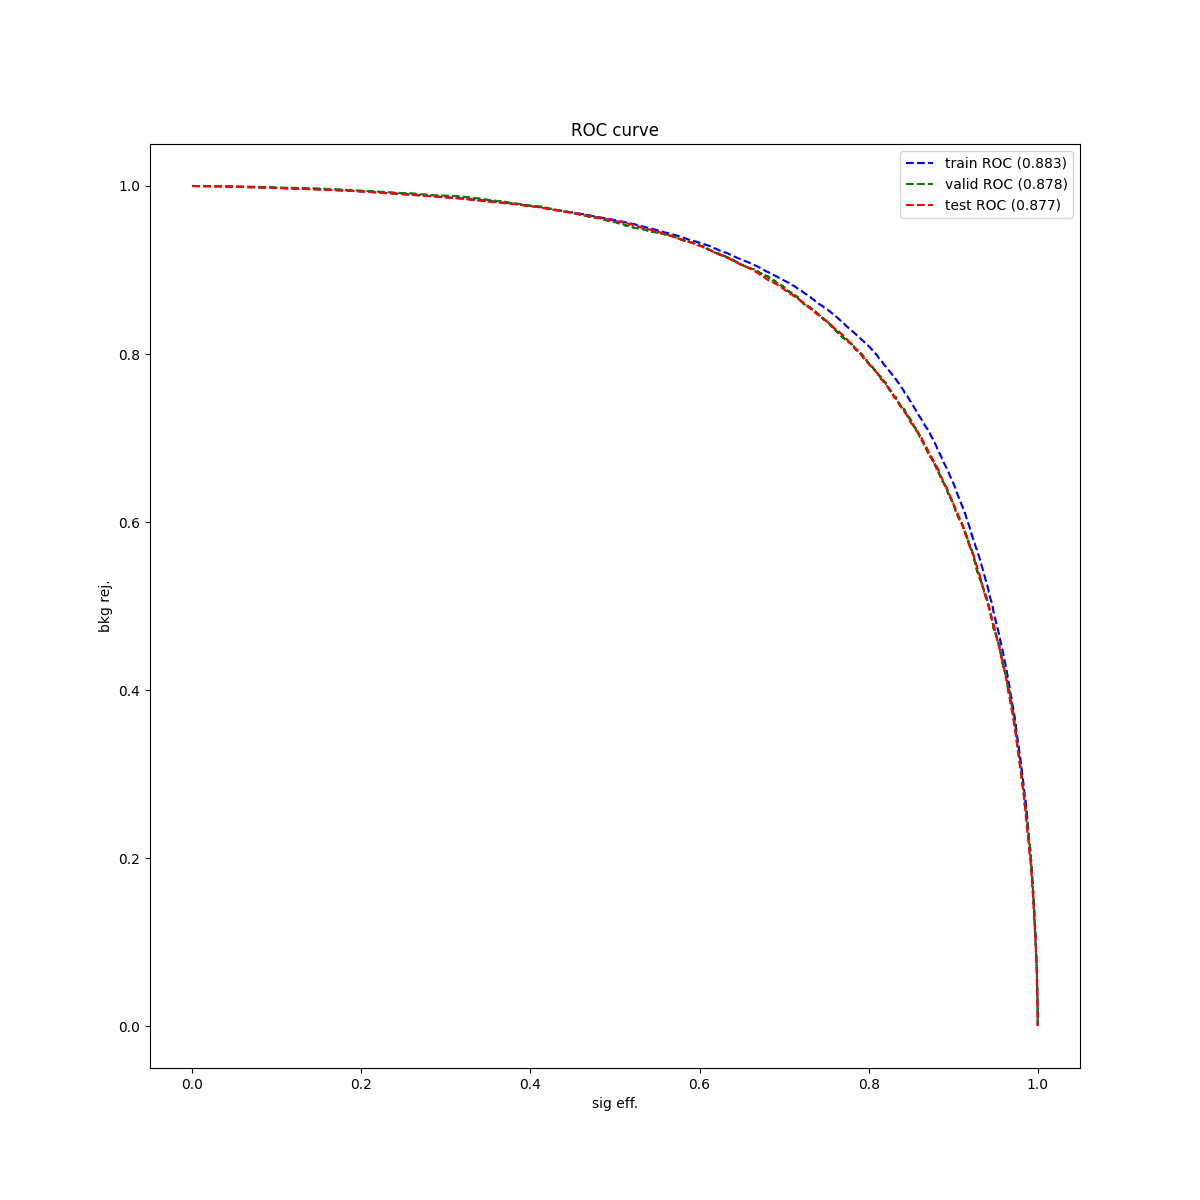 ROC curve
train ROC (0.883)
valid ROC (0.878)
test ROC (0.877)
1.0
0.8
0.6
0.4
0.2
0.0
bkg rej.
0.0 0.2 0.4 0.6 0.8 1.0
sig eff.